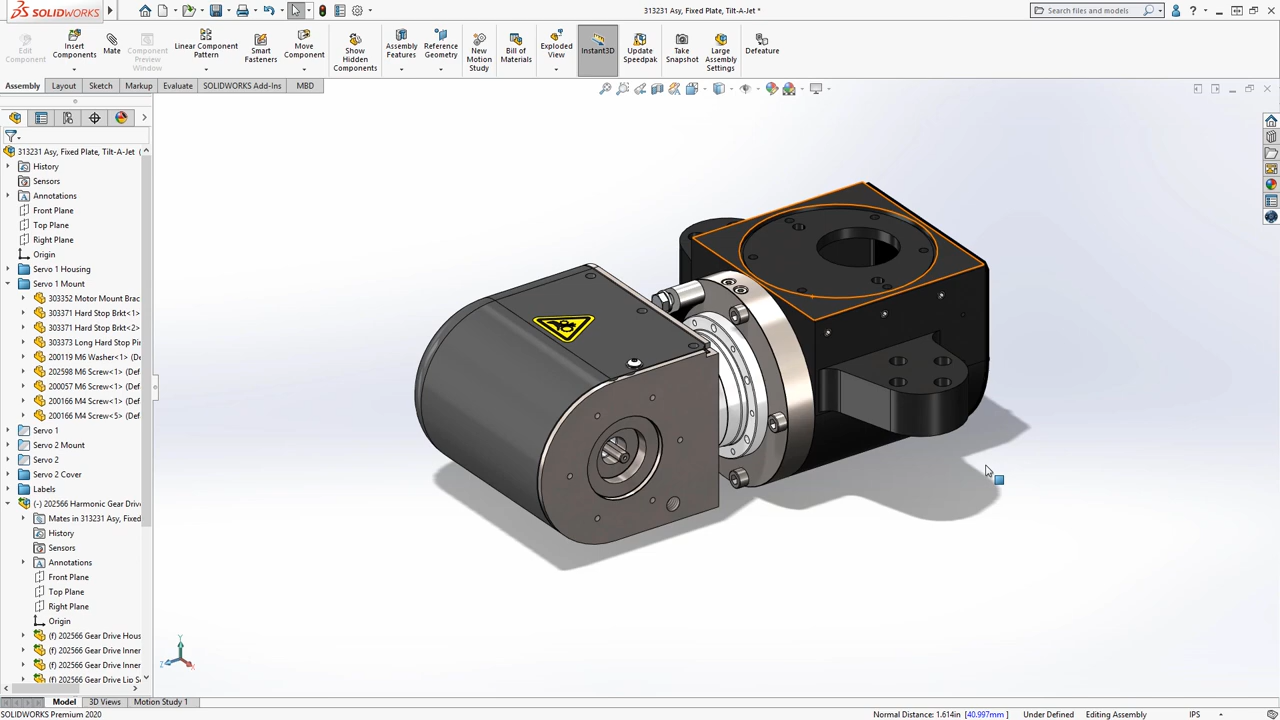 SOLIDWORKS
313231 Asy, Fixed Plate, Tilt-A-Jet *
Search files and models
Edit Component
Insert Components
Mate
Component Preview Window
Linear Component Pattern
Smart Fasteners
Move Component
Show Hidden Components
Assembly Features
Reference Geometry
New Motion Study
Bill of Materials
Exploded View
Instant3D
Update Speedpak
Take Snapshot
Large Assembly Settings
Defeature
Assembly
Layout
Sketch
Markup
Evaluate
SOLIDWORKS Add-Ins
MBD
313231 Asy, Fixed Plate, Tilt-A-Jet (
History
Sensors
Annotations
Front Plane
Top Plane
Right Plane
Origin
Servo 1 Housing
Servo 1 Mount
303352 Motor Mount Brac
303371 Hard Stop Brkt<1>
303371 Hard Stop Brkt<2>
303373 Long Hard Stop Pin
200119 M6 Washer<1> (De
202598 M6 Screw<1> (Def
200057 M6 Screw<1> (Def
200166 M4 Screw<1> (Def
200166 M4 Screw<5> (Def
Servo 1
Servo 2 Mount
Servo 2
Servo 2 Cover
Labels
(-) 202566 Harmonic Gear Drive
Mates in 313231 Asy, Fixed
History
Sensors
Annotations
Front Plane
Top Plane
Right Plane
Origin
(f) 202566 Gear Drive Hous
(f) 202566 Gear Drive Inner
(f) 202566 Gear Drive Inner
(f) 202566 Gear Drive Lip S
Y
Z
X
Model
3D Views
Motion Study 1
SOLIDWORKS Premium 2020
Normal Distance: 1.614in [40.997mm]
Under Defined
Editing Assembly
IPS